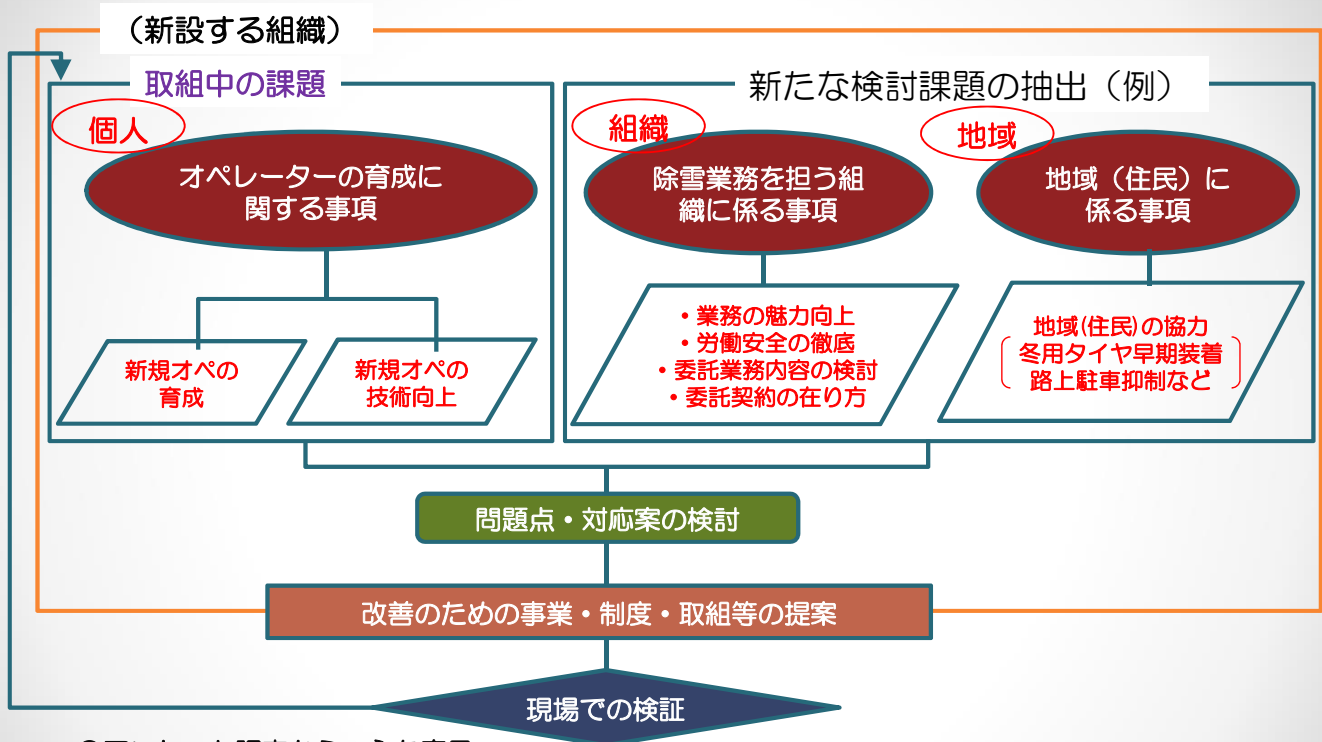 (新設する組織)
取組中の課題
個人
オペレーターの育成に
関する事項
新規オペの
育成
新規オペの
技術向上
新たな検討課題の抽出(例)
組織
除雪業務を担う組
織に係る事項
・業務の魅力向上
・労働安全の徹底
・委託業務内容の検討
・委託契約の在り方
地域
地域(住民)に
係る事項
地域(住民)の協力
冬用タイヤ早期装着
路上駐車抑制など
問題点・対応案の検討
改善のための事業・制度・取組等の提案
現場での検証